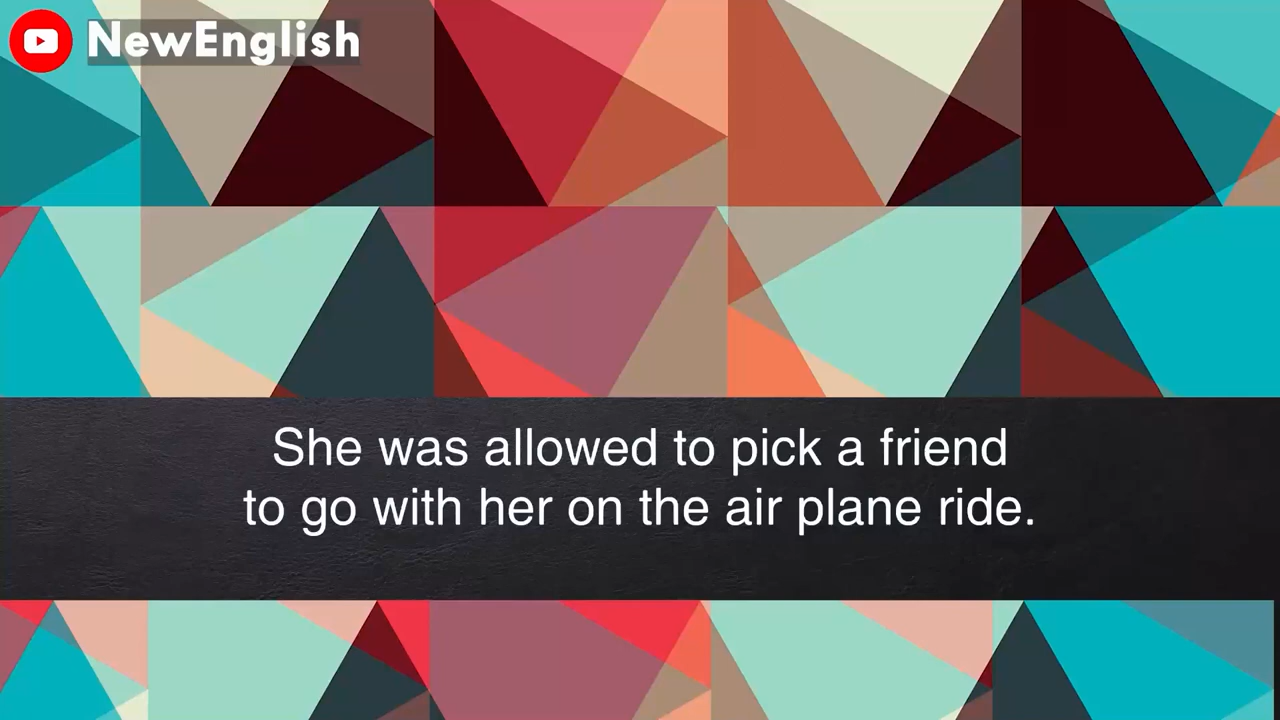 NewEnglish
She was allowed to pick a friend
to go with her on the air plane ride.